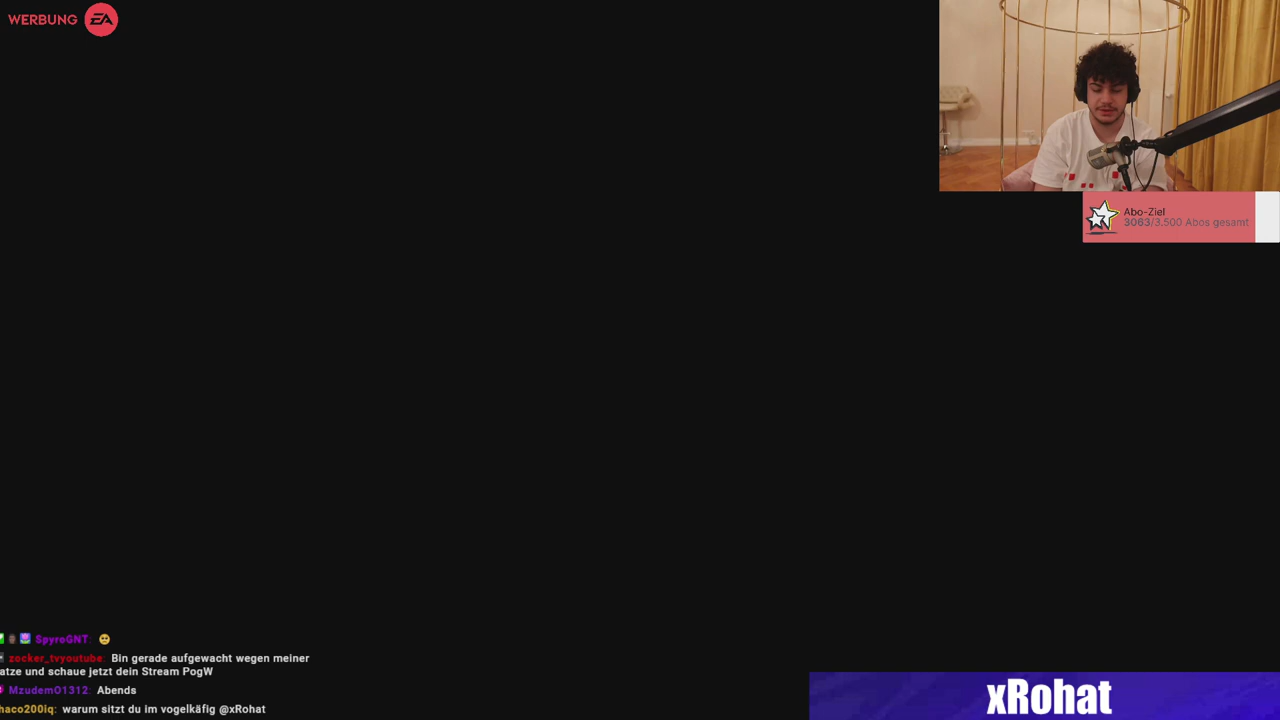 WERBUNG EA
Abo-Ziel
3063/3.500 Abos gesamt
SpyroGNT:
zocker_tvyoutube: Bin gerade aufgewacht wegen meiner
atze und schaue jetzt dein Stream PogW
Mzudem01312: Abends
haco200iq: warum sitzt du im vogelkäfig @xRohat
xRohat